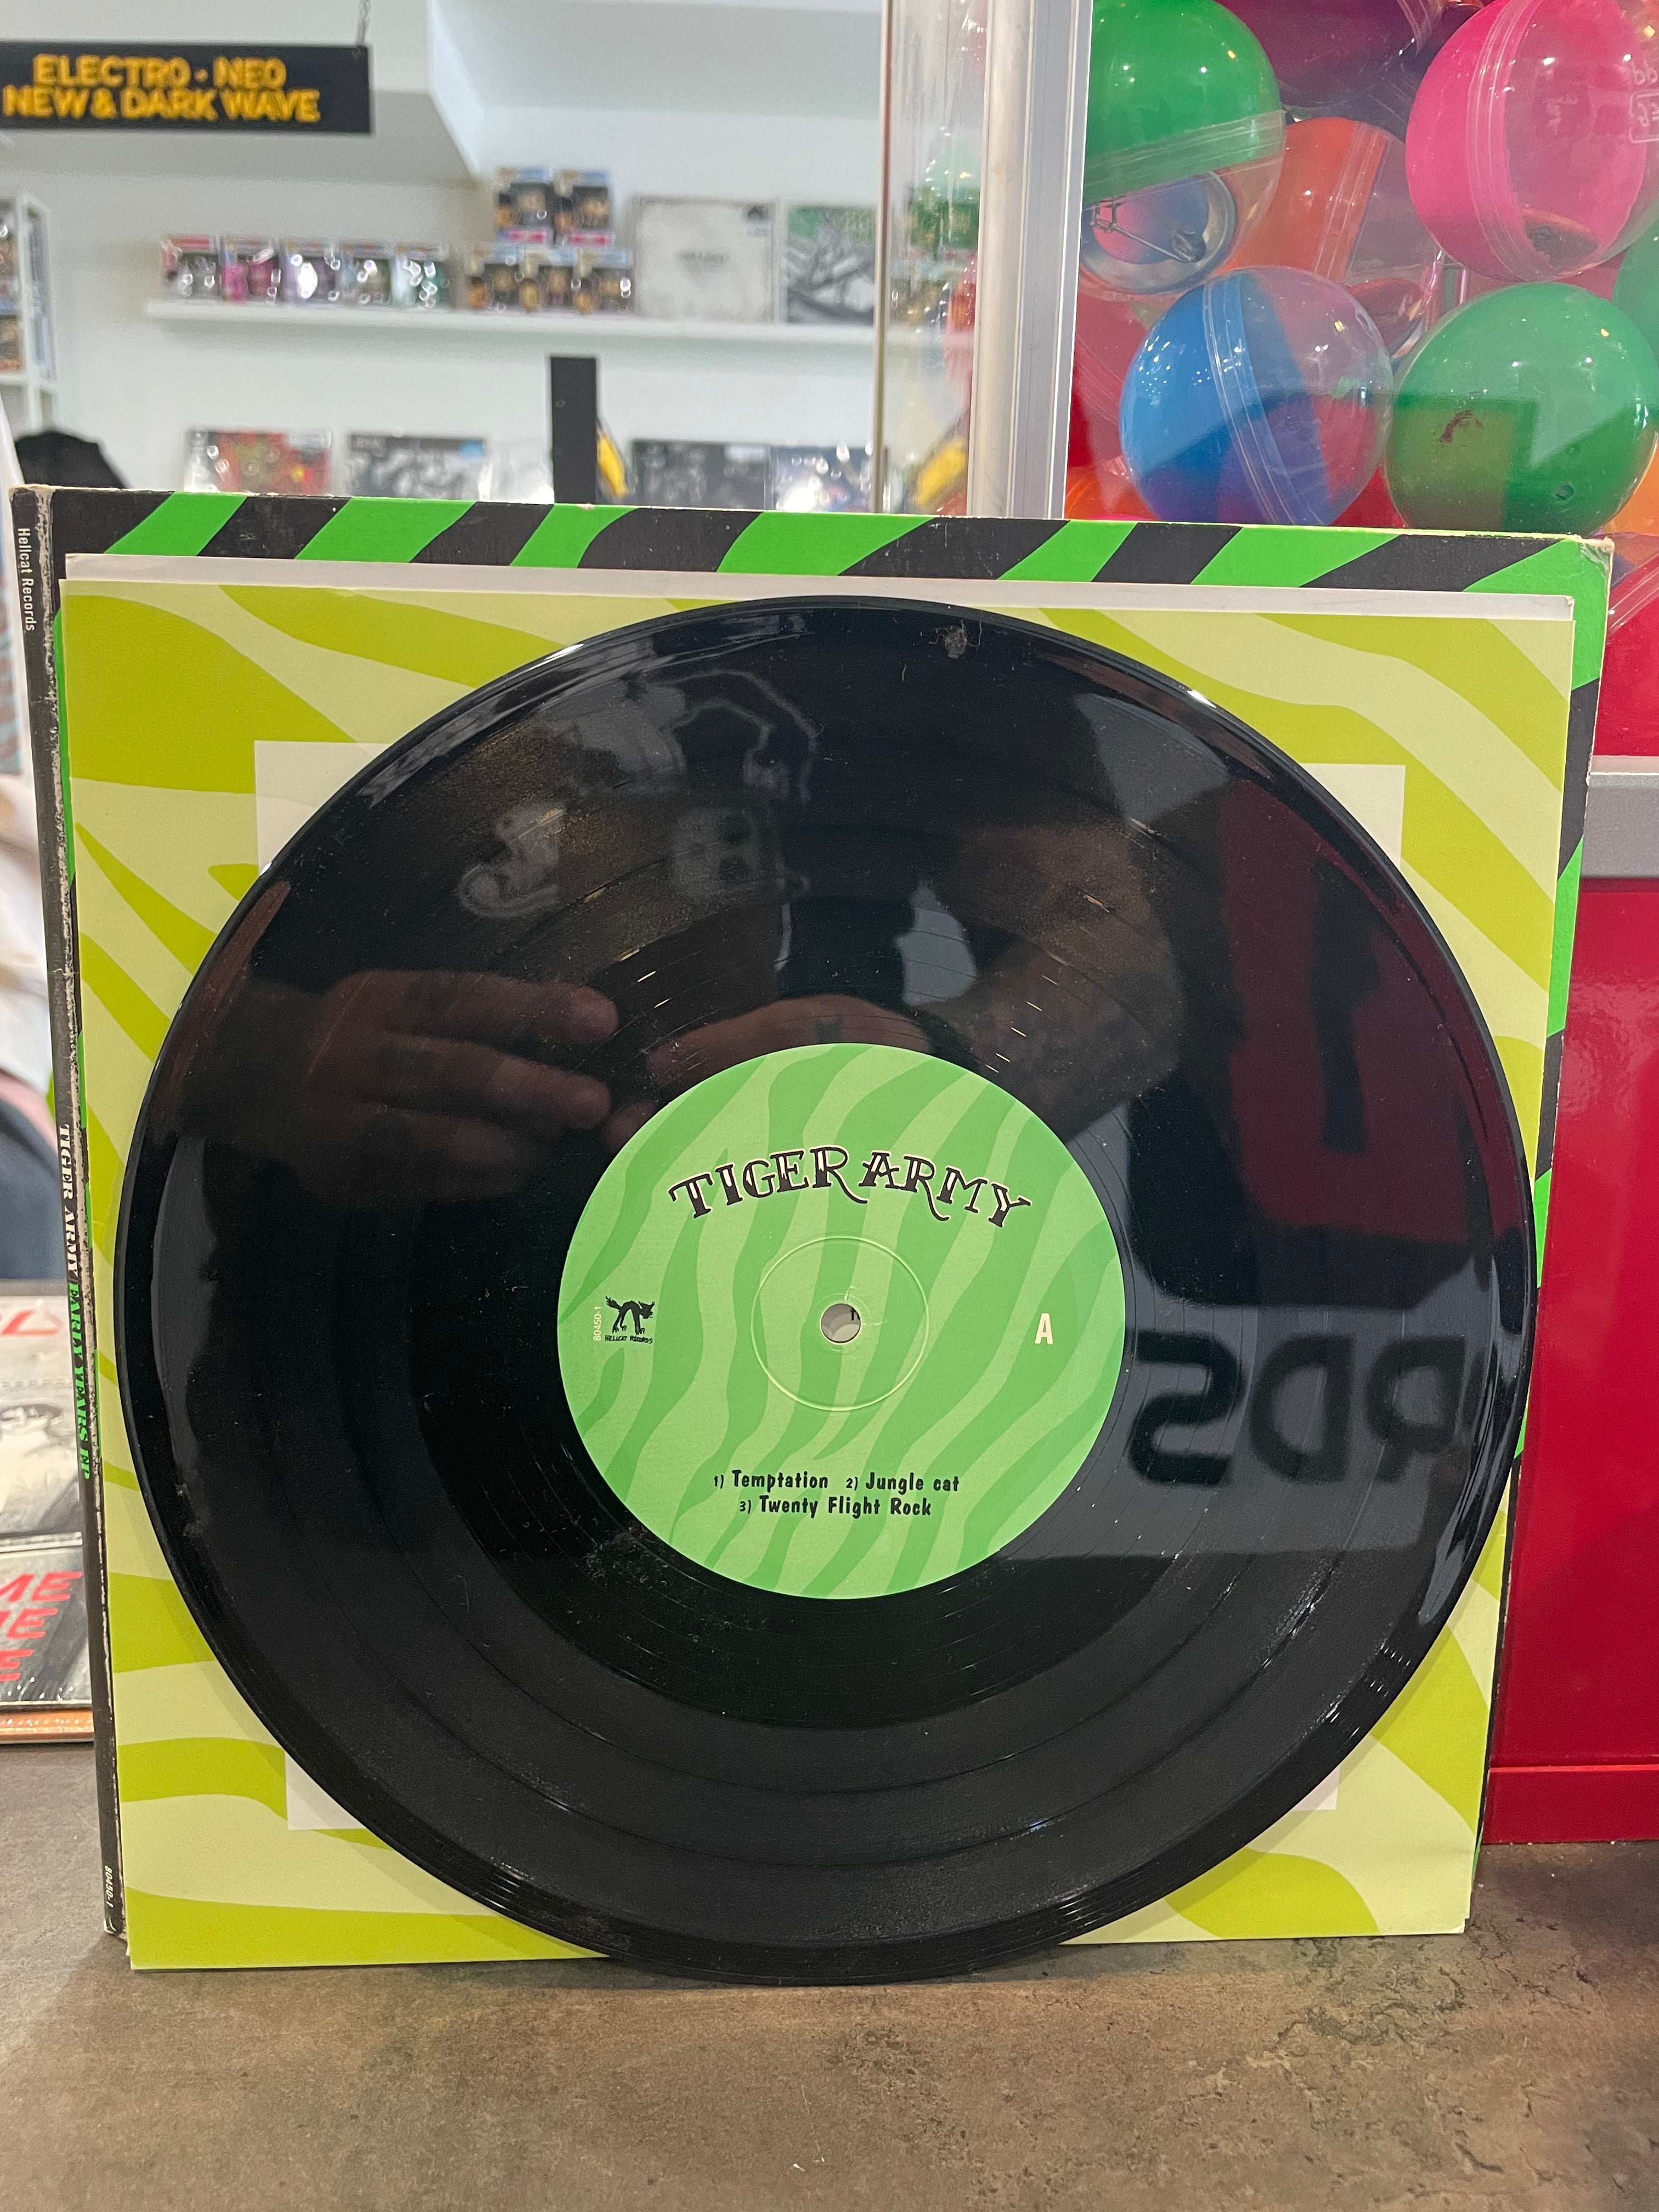 ELECTRO - NEO
NEW & DARK WAVE
Hellcat Records
TIGER ARMY EARLY YEARS EP
80450-1
TIGER ARMY
80450-1
HELLCAT RECORDS
A
1) Temptation 2) Jungle cat
3) Twenty Flight Rock
RDS